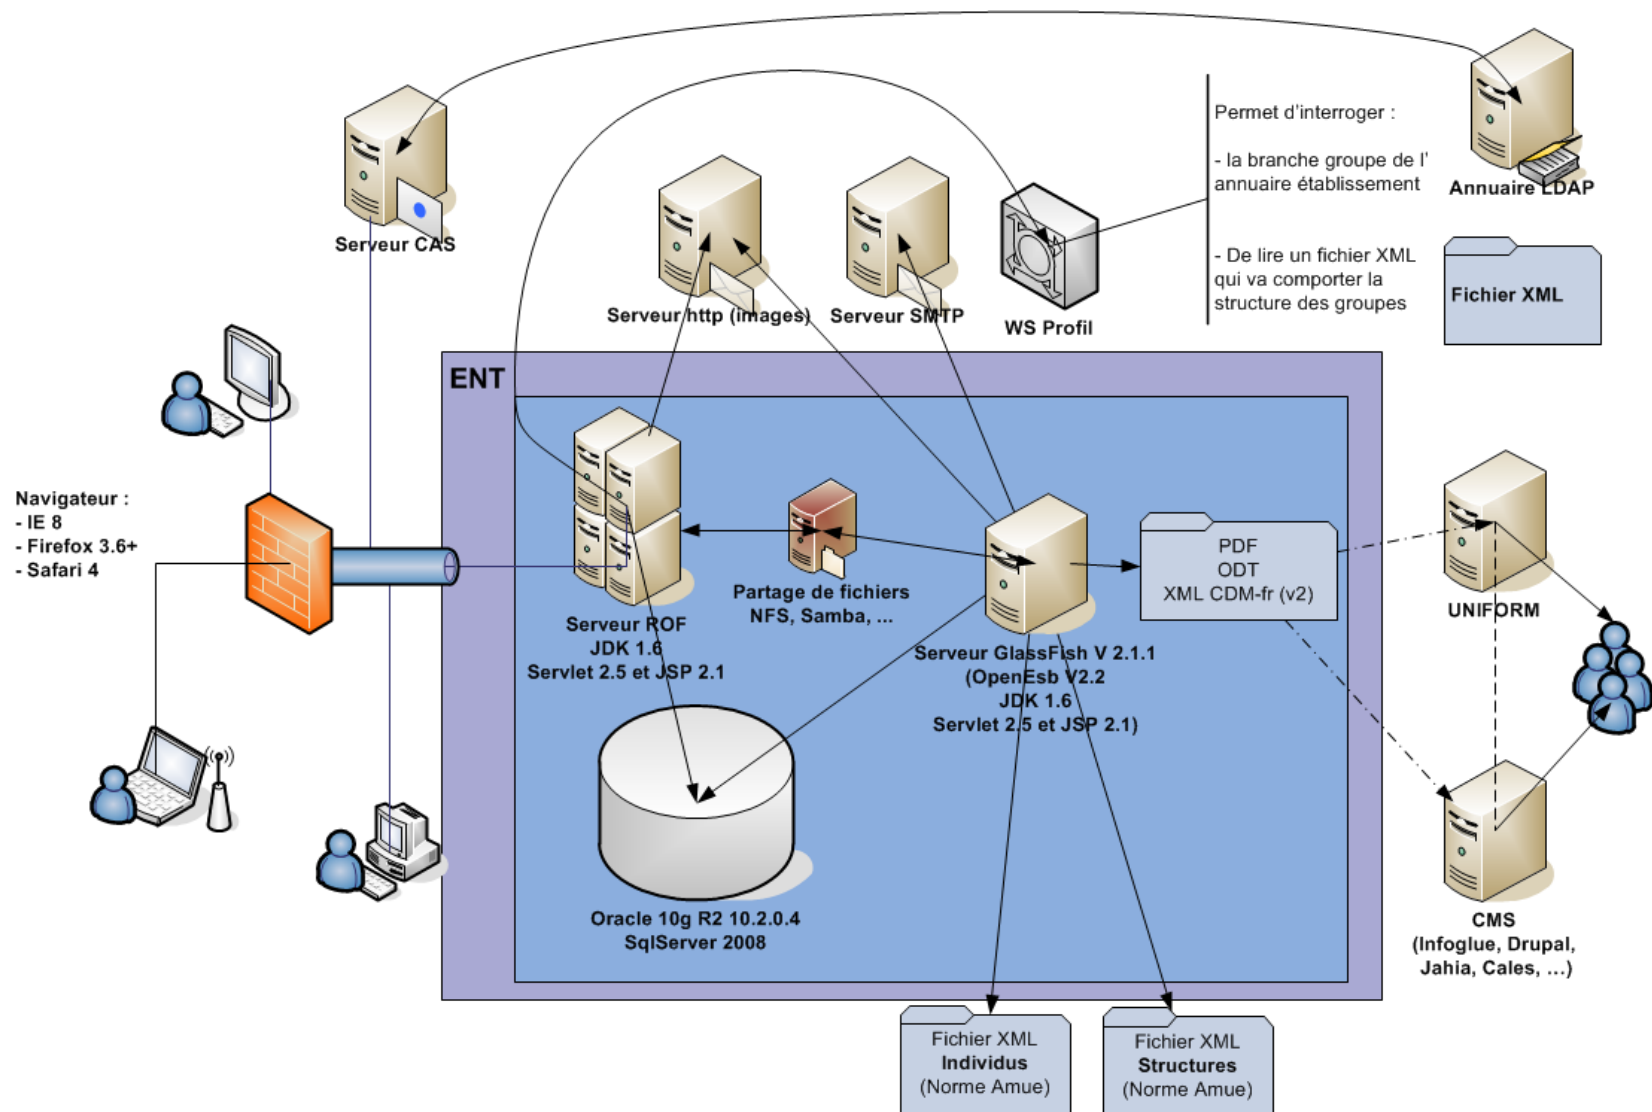 Permet d'interroger :
- la branche groupe de l'
annuaire établissement
- De lire un fichier XML
qui va comporter la
structure des groupes
Annuaire LDAP
Serveur CAS
Fichier XML
Serveur http (images)
Serveur SMTP
WS Profil
ENT
Navigateur :
- IE 8
- Firefox 3.6+
- Safari 4
PDF
ODT
XML CDM-fr (v2)
Partage de fichiers
NFS, Samba, ...
UNIFORM
Serveur ROF
JDK 1.6
Servlet 2.5 et JSP 2.1
Serveur GlassFish V 2.1.1
(OpenEsb V2.2
JDK 1.6
Servlet 2.5 et JSP 2.1)
Oracle 10g R2 10.2.0.4
SqlServer 2008
CMS
(Infoglue, Drupal,
Jahia, Cales, ...)
Fichier XML
Individus
(Norme Amue)
Fichier XML
Structures
(Norme Amue)